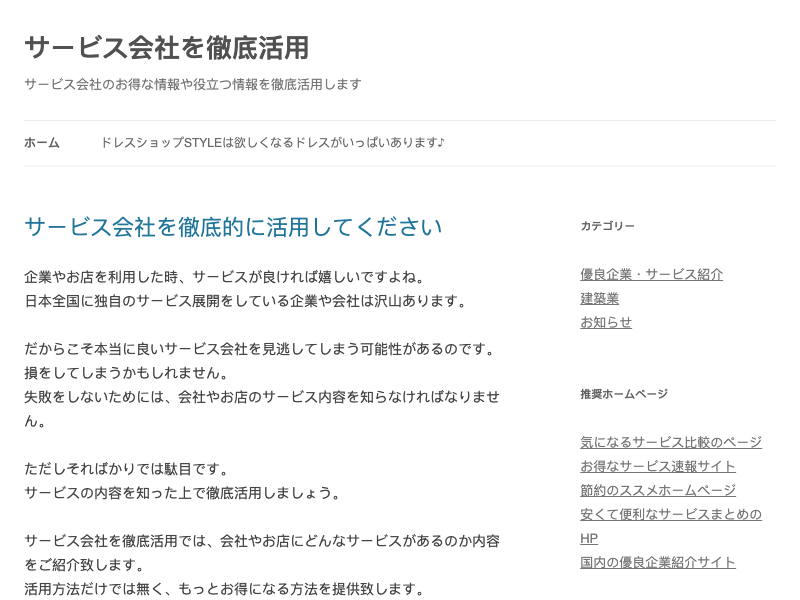 サービス会社を徹底活用
サービス会社のお得な情報や役立つ情報を徹底活用します
ホーム
ドレスショップSTYLEは欲しくなるドレスがいっぱいあります♪
サービス会社を徹底的に活用してください
企業やお店を利用した時、サービスが良ければ嬉しいですよね。
日本全国に独自のサービス展開をしている企業や会社は沢山あります。
だからこそ本当に良いサービス会社を見逃してしまう可能性があるのです。
損をしてしまうかもしれません。
失敗をしないためには、会社やお店のサービス内容を知らなければなりませ
ん。
ただしそればかりでは駄目です。
サービスの内容を知った上で徹底活用しましょう。
サービス会社を徹底活用では、会社やお店にどんなサービスがあるのか内容
をご紹介致します。
活用方法だけでは無く、もっとお得になる方法を提供致します。
カテゴリー
優良企業・サービス紹介
建築業
お知らせ
推奨ホームページ
気になるサービス比較のページ
お得なサービス速報サイト
節約のススメホームページ
安くて便利なサービスまとめの
HP
国内の優良企業紹介サイト